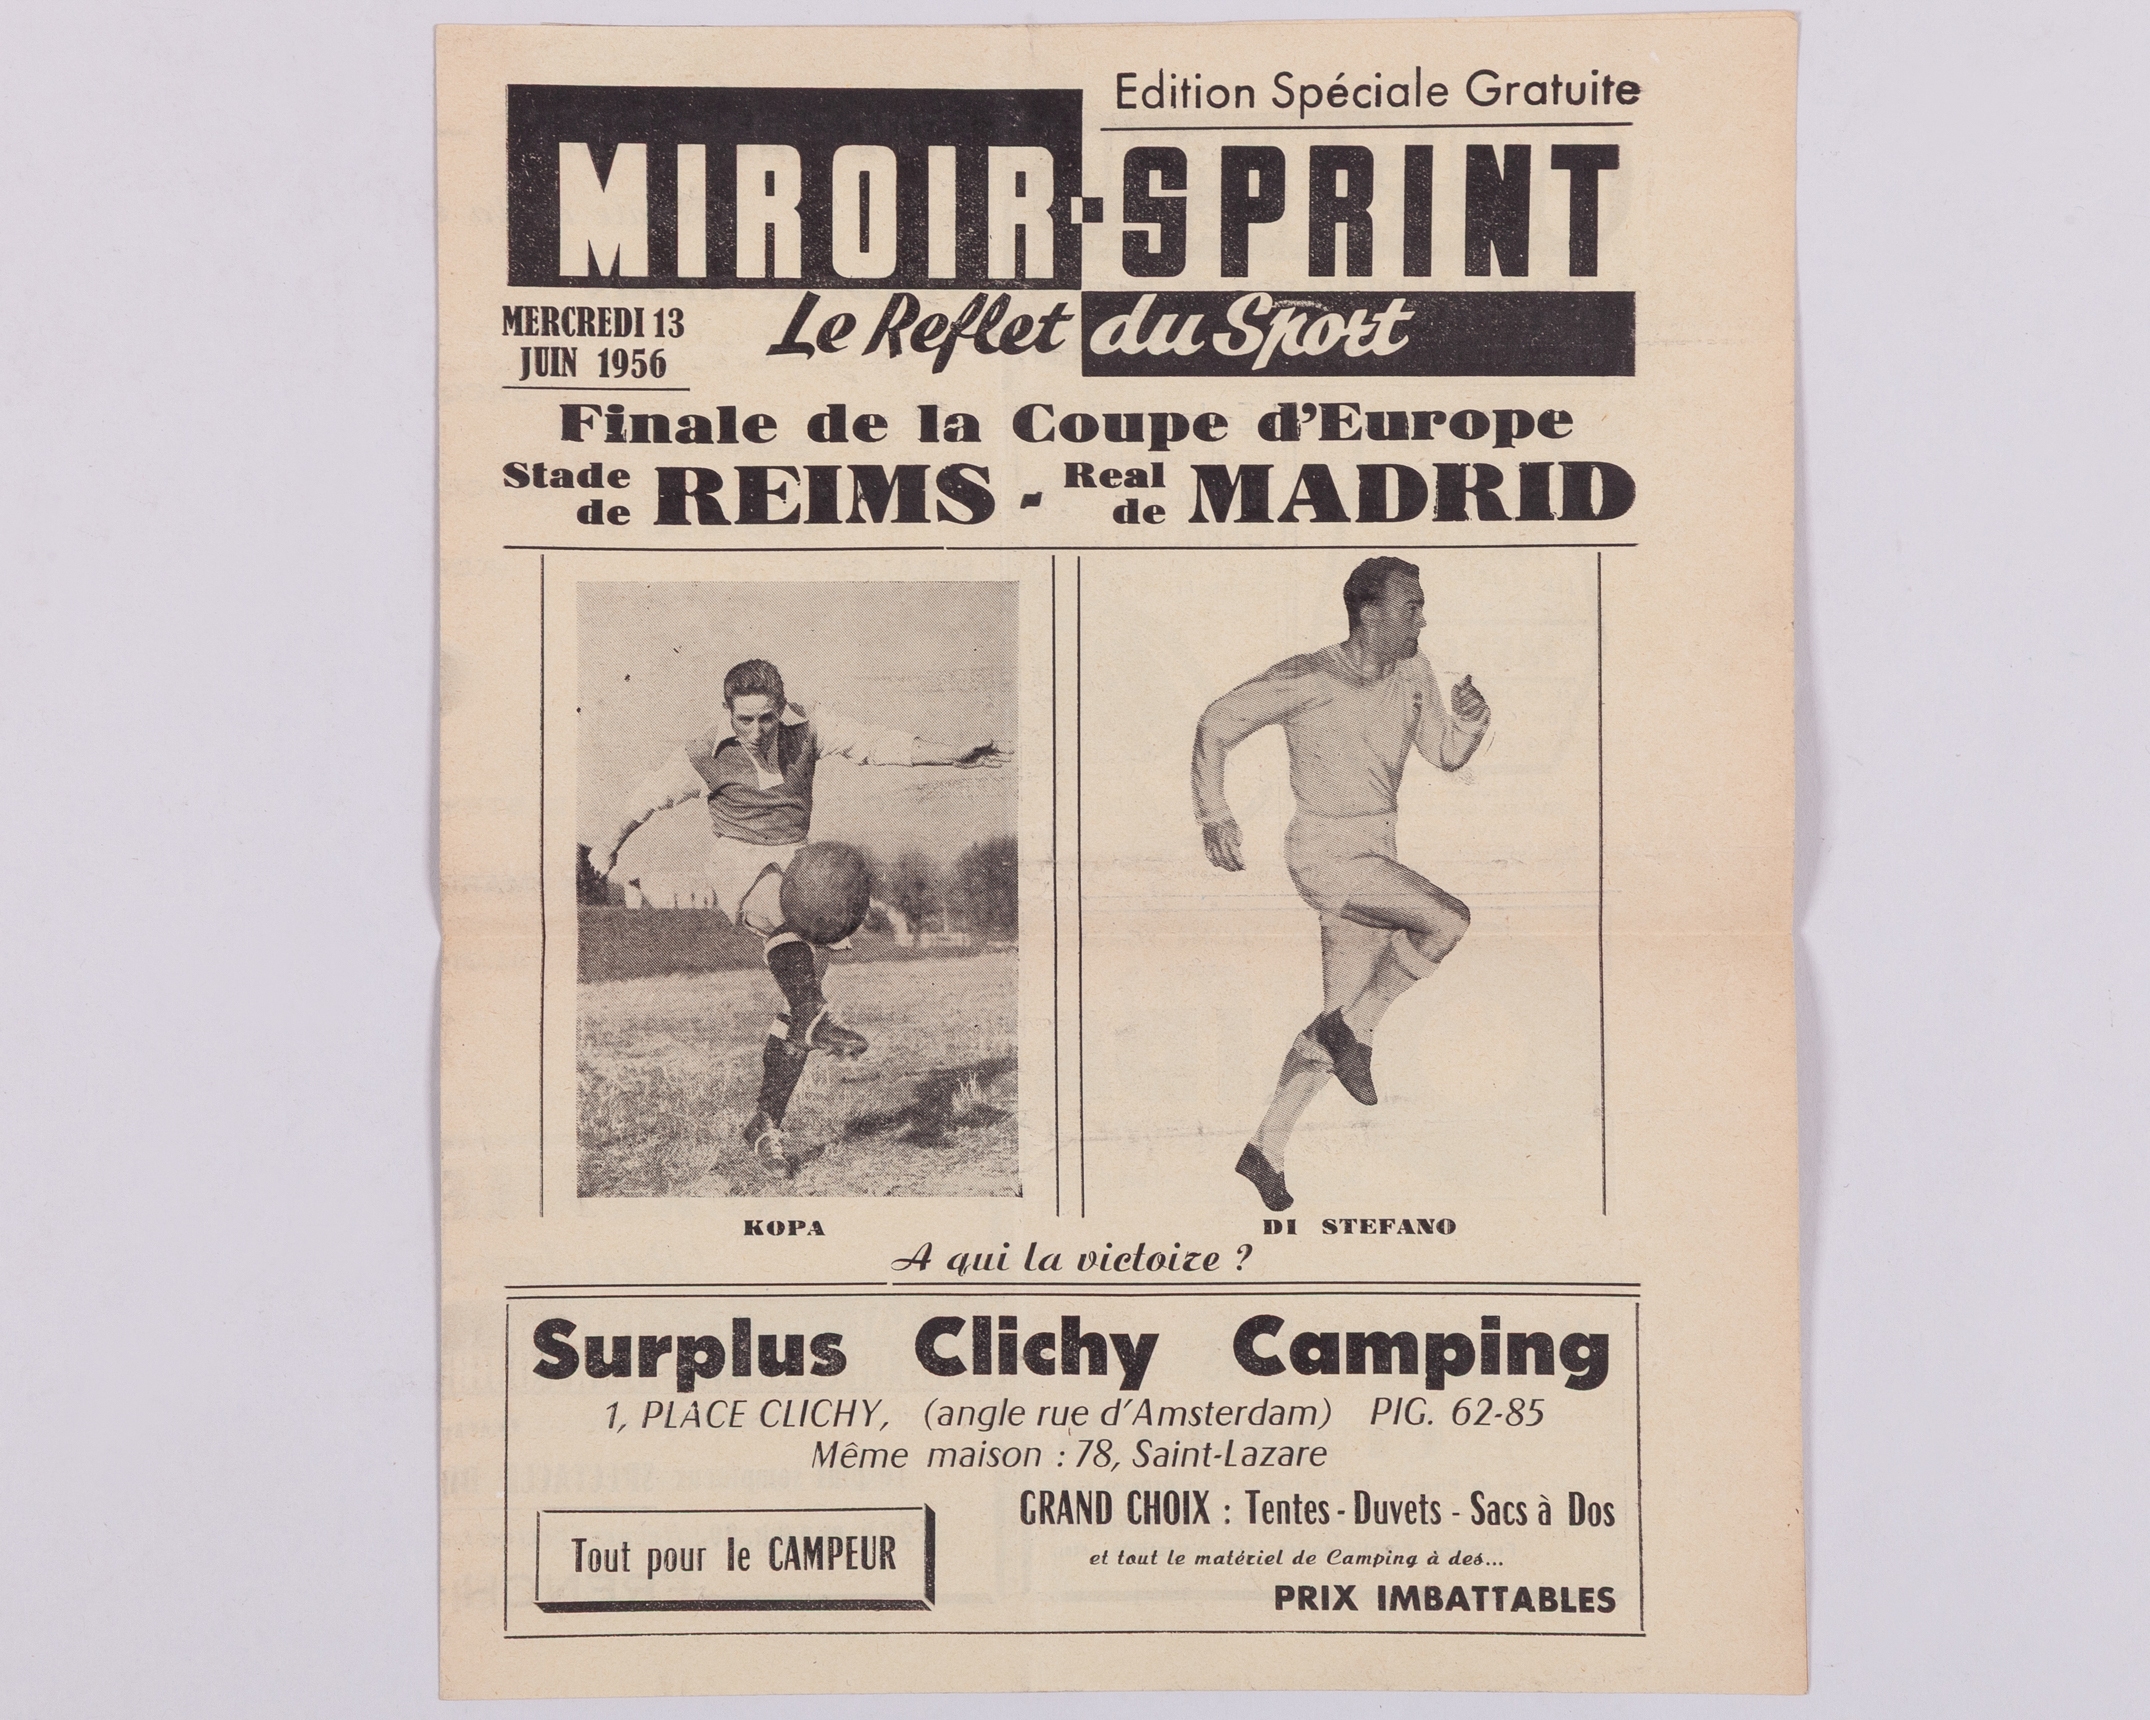 Edition Spéciale Gratuite
MIROIR-SPRINT
Le Reflet du Sport
MERCREDI 13
JUIN 1956
Finale de la Coupe d'Europe
Stade de REIMS - Real de MADRID
KOPA
DI STEFANO
A qui la victoire ?
Surplus Clichy Camping
1, PLACE CLICHY, (angle rue d'Amsterdam) PIG. 62-85
Même maison : 78, Saint-Lazare
Tout pour le CAMPEUR
GRAND CHOIX : Tentes - Duvets - Sacs à Dos
et tout le matériel de Camping à des...
PRIX IMBATTABLES